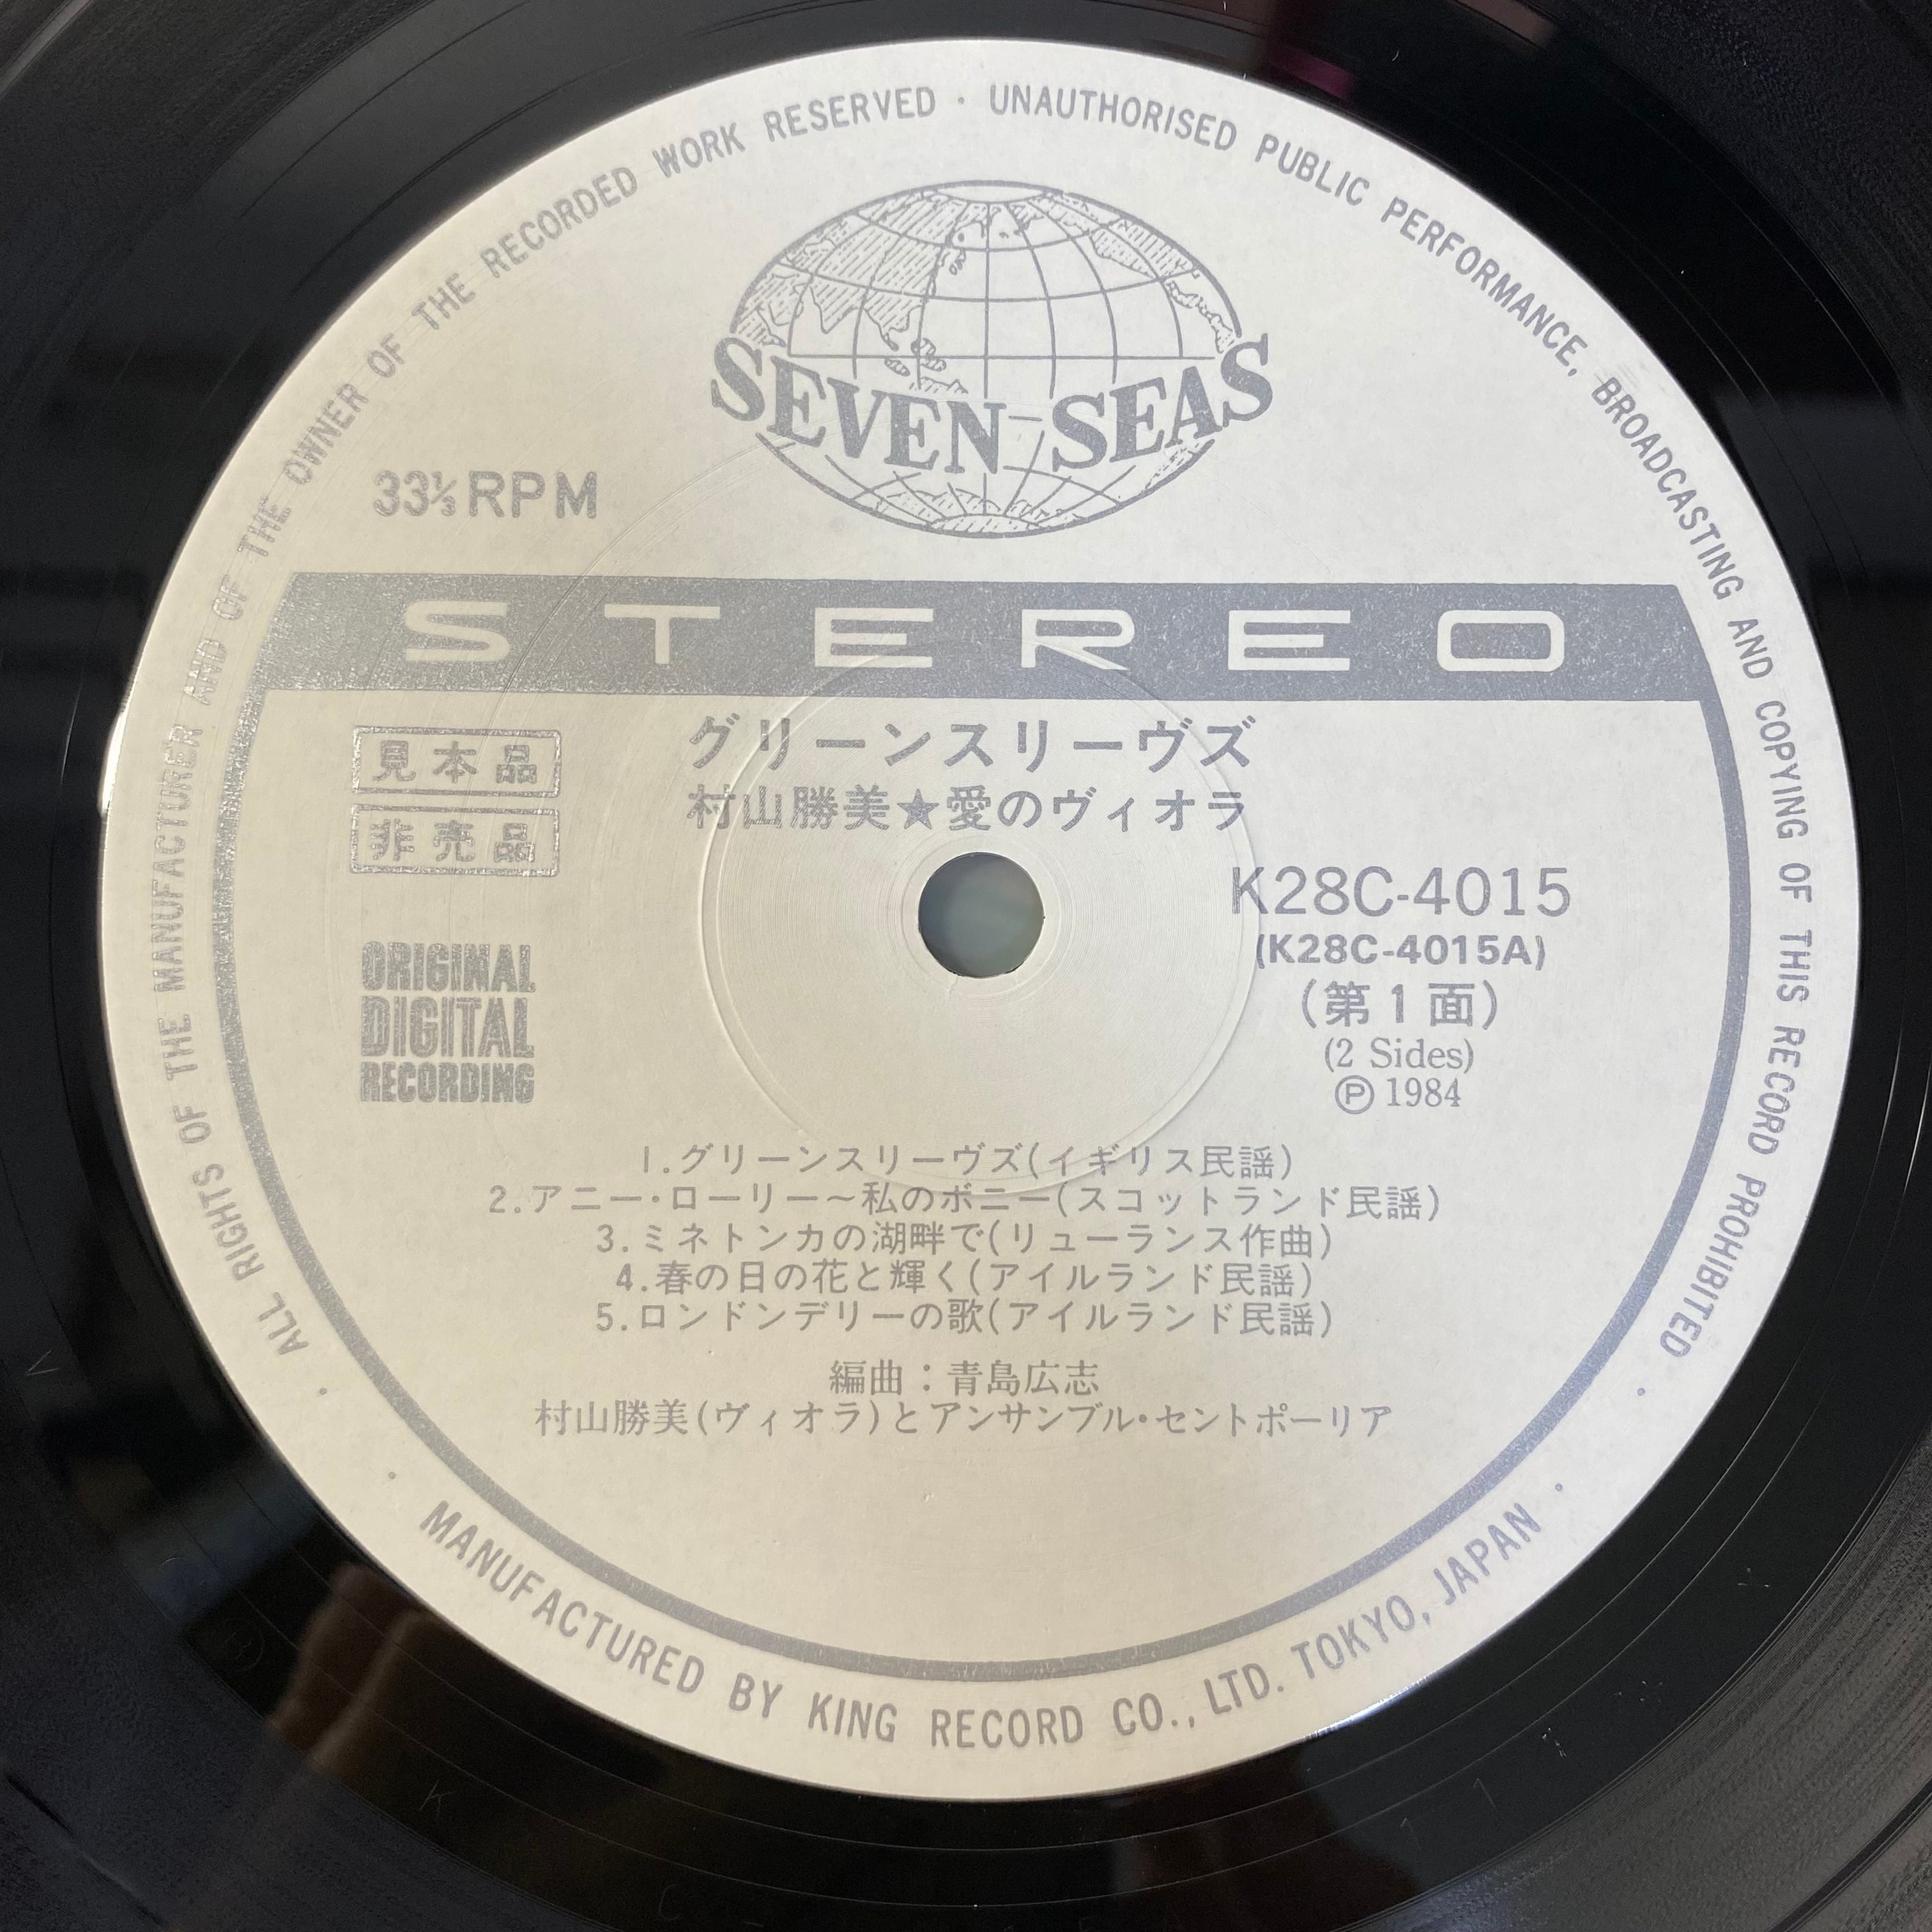 ALL RIGHTS OF THE MANUFACTURER AND OF THE OWNER OF THE RECORDED WORK RESERVED · UNAUTHORISED PUBLIC PERFORMANCE, BROADCASTING AND COPYING OF THIS RECORD PROHIBITED
SEVEN SEAS
33⅓ RPM
STEREO
見本品
非売品
グリーンスリーヴズ
村山勝美★愛のヴィオラ
K28C-4015
(K28C-4015A)
(第1面)
(2 Sides)
Ⓟ 1984
ORIGINAL
DIGITAL
RECORDING
1.グリーンスリーヴズ(イギリス民謡)
2.アニー・ローリー〜私のボニー(スコットランド民謡)
3.ミネトンカの湖畔で(リューランス作曲)
4.春の日の花と輝く(アイルランド民謡)
5.ロンドンデリーの歌(アイルランド民謡)
編曲：青島広志
村山勝美(ヴィオラ)とアンサンブル・セントポーリア
MANUFACTURED BY KING RECORD CO., LTD. TOKYO, JAPAN